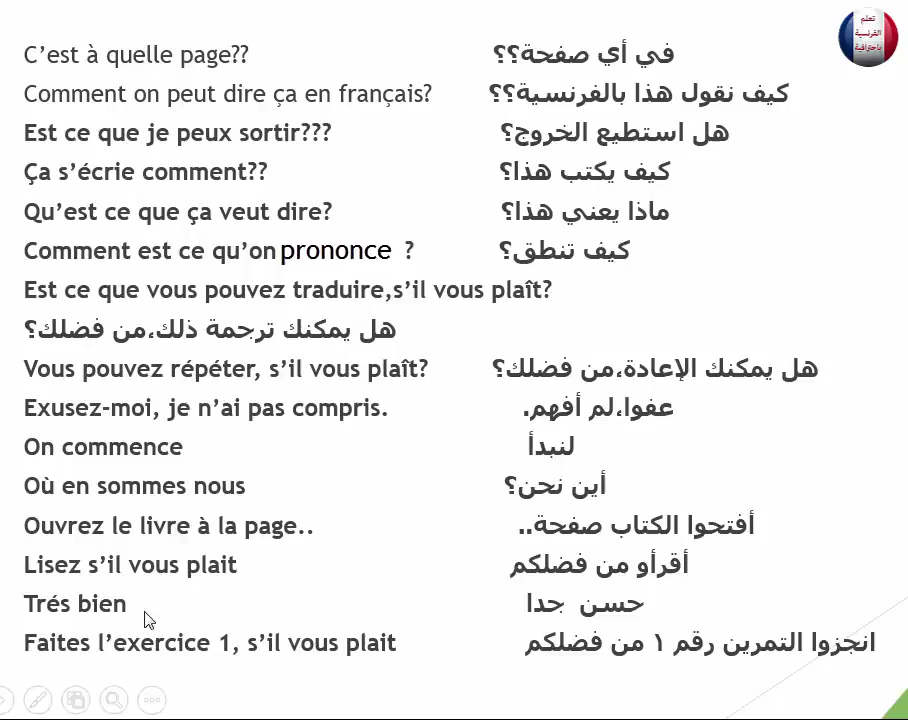 تعلم
الفرنسية
باحترافية
C’est à quelle page?? في أي صفحة؟؟
Comment on peut dire ça en français? كيف نقول هذا بالفرنسية؟؟
Est ce que je peux sortir??? هل استطيع الخروج؟
Ça s’écrie comment?? كيف يكتب هذا؟
Qu’est ce que ça veut dire? ماذا يعني هذا؟
Comment est ce qu’on prononce ? كيف تنطق؟
Est ce que vous pouvez traduire,s’il vous plaît?
هل يمكنك ترجمة ذلك،من فضلك؟
Vous pouvez répéter, s’il vous plaît? هل يمكنك الإعادة،من فضلك؟
Exusez-moi, je n’ai pas compris. عفوا،لم أفهم.
On commence لنبدأ
Où en sommes nous أين نحن؟
Ouvrez le livre à la page.. أفتحوا الكتاب صفحة..
Lisez s’il vous plait أقرأو من فضلكم
Trés bien حسن جدا
Faites l’exercice 1, s’il vous plait انجزوا التمرين رقم ١ من فضلكم